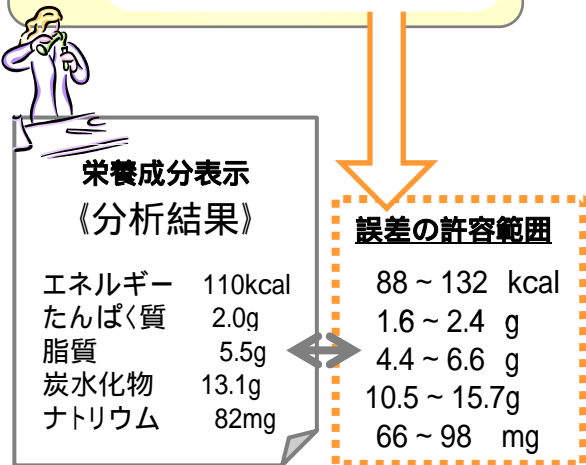 栄養成分表示
《分析結果》
エネルギー 110kcal
たんぱく質 2.0g
脂質 5.5g
炭水化物 13.1g
ナトリウム 82mg
誤差の許容範囲
88 ~ 132 kcal
1.6 ~ 2.4 g
4.4 ~ 6.6 g
10.5 ~ 15.7g
66 ~ 98 mg